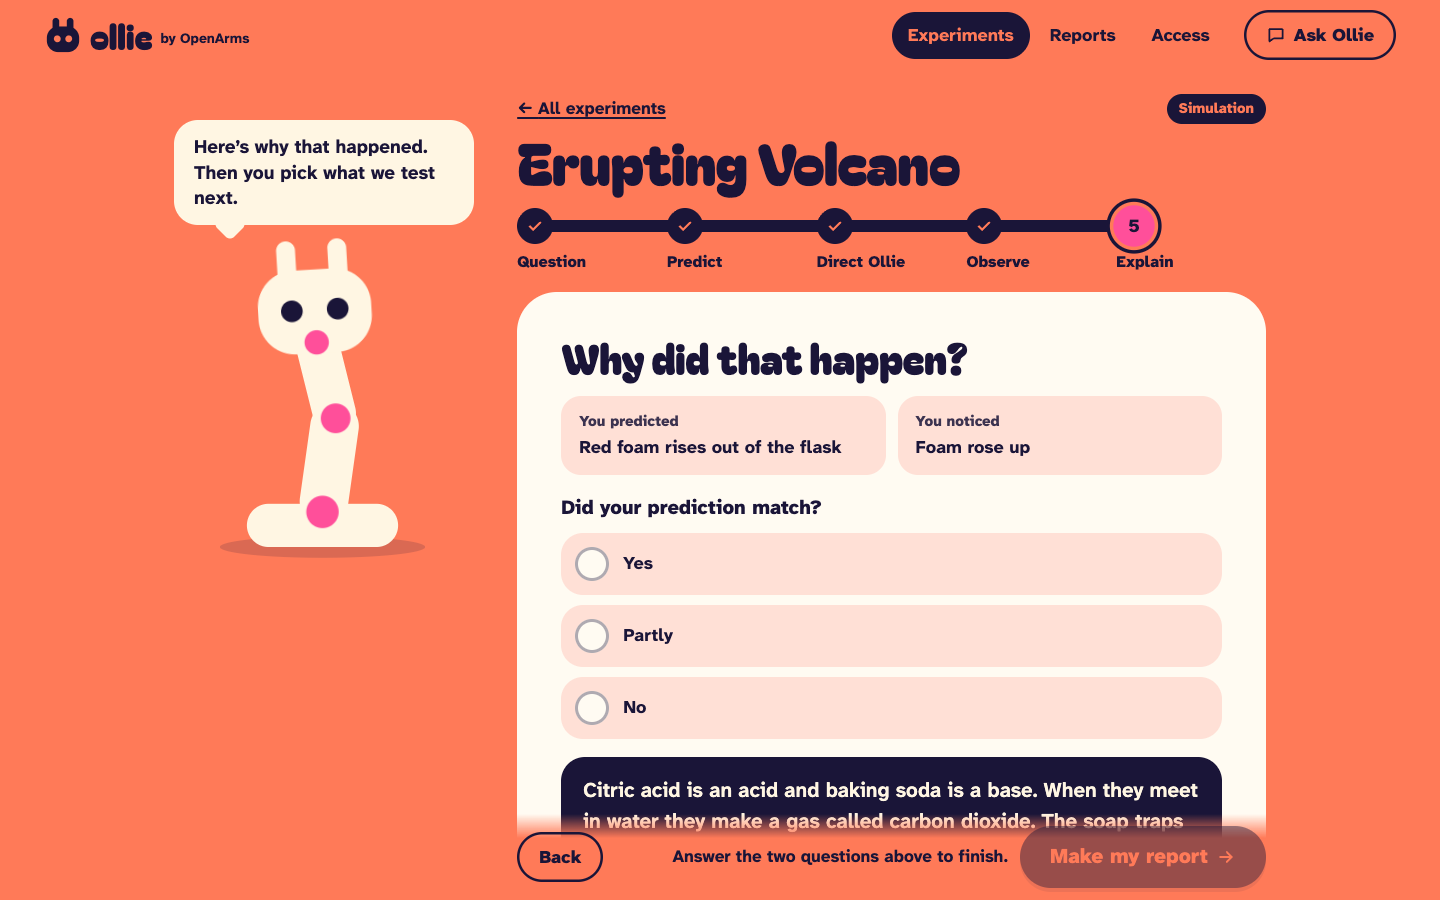 ollie by OpenArms
Experiments
Reports
Access
Ask Ollie
← All experiments
Simulation
Here's why that happened.
Then you pick what we test
next.
Erupting Volcano
5
Question
Predict
Direct Ollie
Observe
Explain
Why did that happen?
You predicted
Red foam rises out of the flask
You noticed
Foam rose up
Did your prediction match?
Yes
Partly
No
Citric acid is an acid and baking soda is a base. When they meet
in water they make a gas called carbon dioxide. The soap traps
Back
Answer the two questions above to finish.
Make my report →